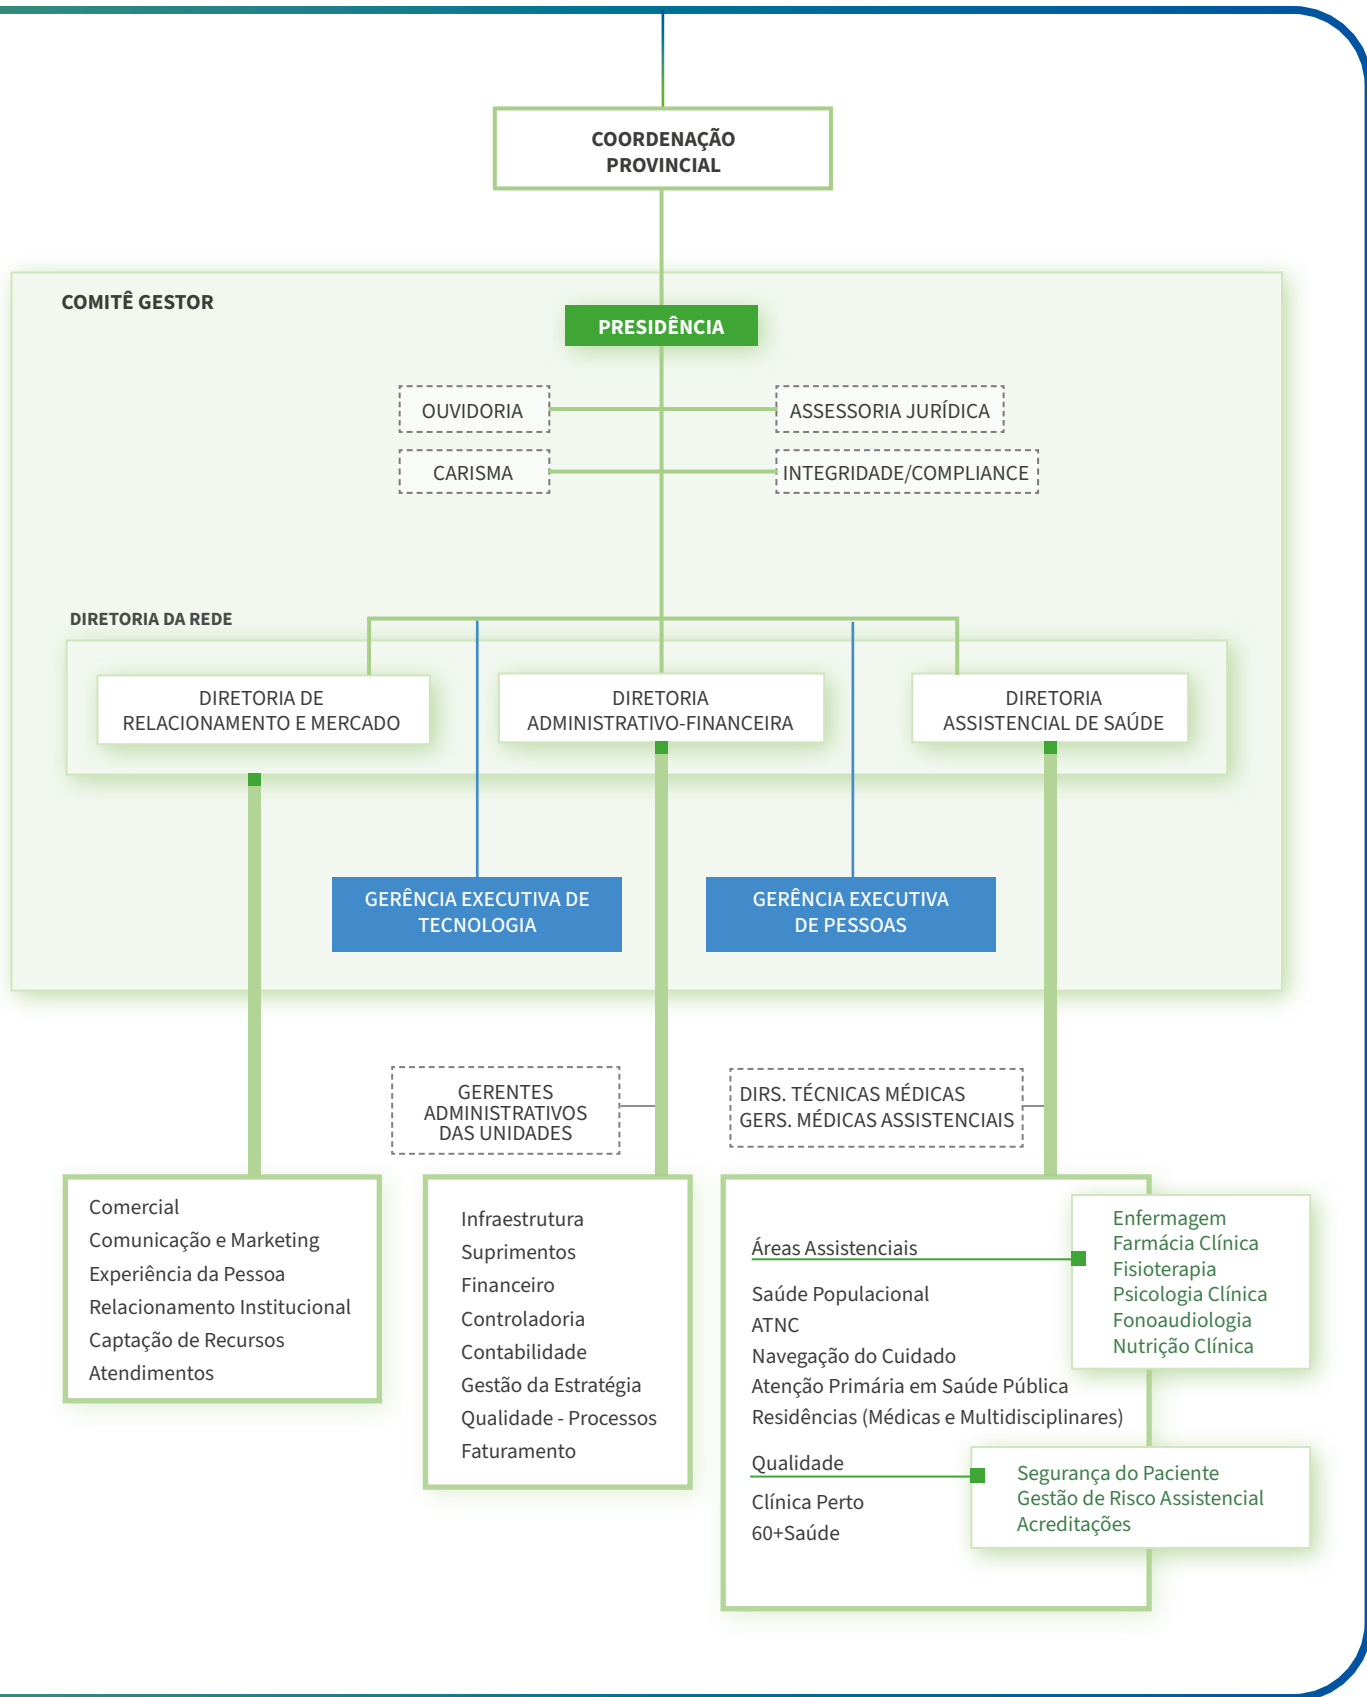 COORDENAÇÃO
PROVINCIAL
COMITÊ GESTOR
PRESIDÊNCIA
OUVIDORIA
ASSESSORIA JURÍDICA
CARISMA
INTEGRIDADE/COMPLIANCE
DIRETORIA DA REDE
DIRETORIA DE
RELACIONAMENTO E MERCADO
DIRETORIA
ADMINISTRATIVO-FINANCEIRA
DIRETORIA
ASSISTENCIAL DE SAÚDE
GERÊNCIA EXECUTIVA DE
TECNOLOGIA
GERÊNCIA EXECUTIVA
DE PESSOAS
GERENTES
ADMINISTRATIVOS
DAS UNIDADES
DIRS. TÉCNICAS MÉDICAS
GERS. MÉDICAS ASSISTENCIAIS
Comercial
Comunicação e Marketing
Experiência da Pessoa
Relacionamento Institucional
Captação de Recursos
Atendimentos
Infraestrutura
Suprimentos
Financeiro
Controladoria
Contabilidade
Gestão da Estratégia
Qualidade - Processos
Faturamento
Áreas Assistenciais
Saúde Populacional
ATNC
Navegação do Cuidado
Atenção Primária em Saúde Pública
Residências (Médicas e Multidisciplinares)
Qualidade
Clínica Perto
60+Saúde
Enfermagem
Farmácia Clínica
Fisioterapia
Psicologia Clínica
Fonoaudiologia
Nutrição Clínica
Segurança do Paciente
Gestão de Risco Assistencial
Acreditações